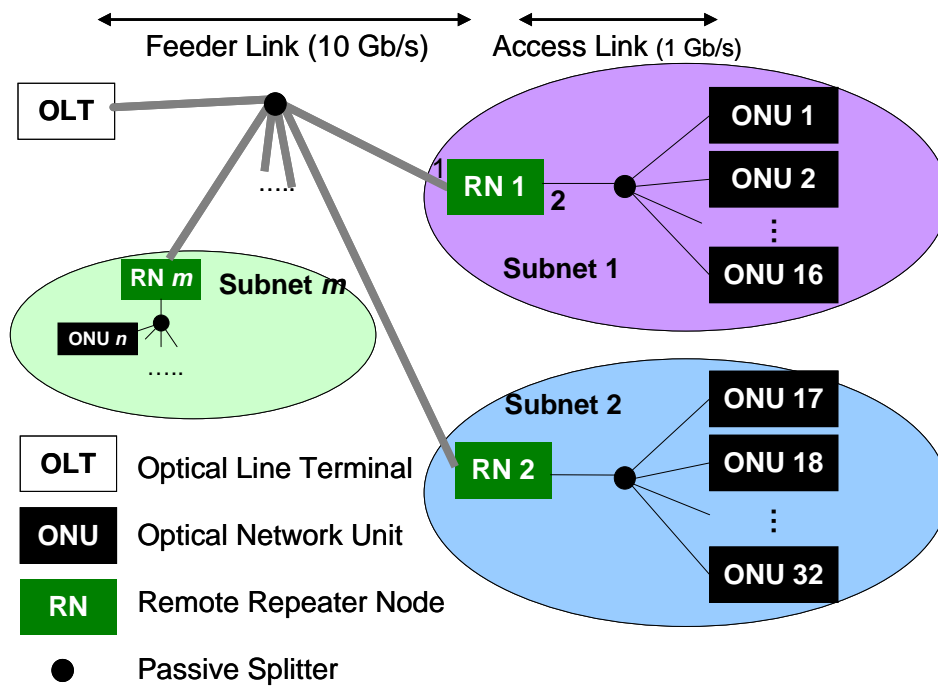 Feeder Link (10 Gb/s)
Access Link (1 Gb/s)
OLT
1
RN 1
2
ONU 1
ONU 2
⋮
ONU 16
Subnet 1
.....
RN m
Subnet m
ONU n
.....
Subnet 2
RN 2
ONU 17
ONU 18
⋮
ONU 32
OLT
Optical Line Terminal
ONU
Optical Network Unit
RN
Remote Repeater Node
Passive Splitter